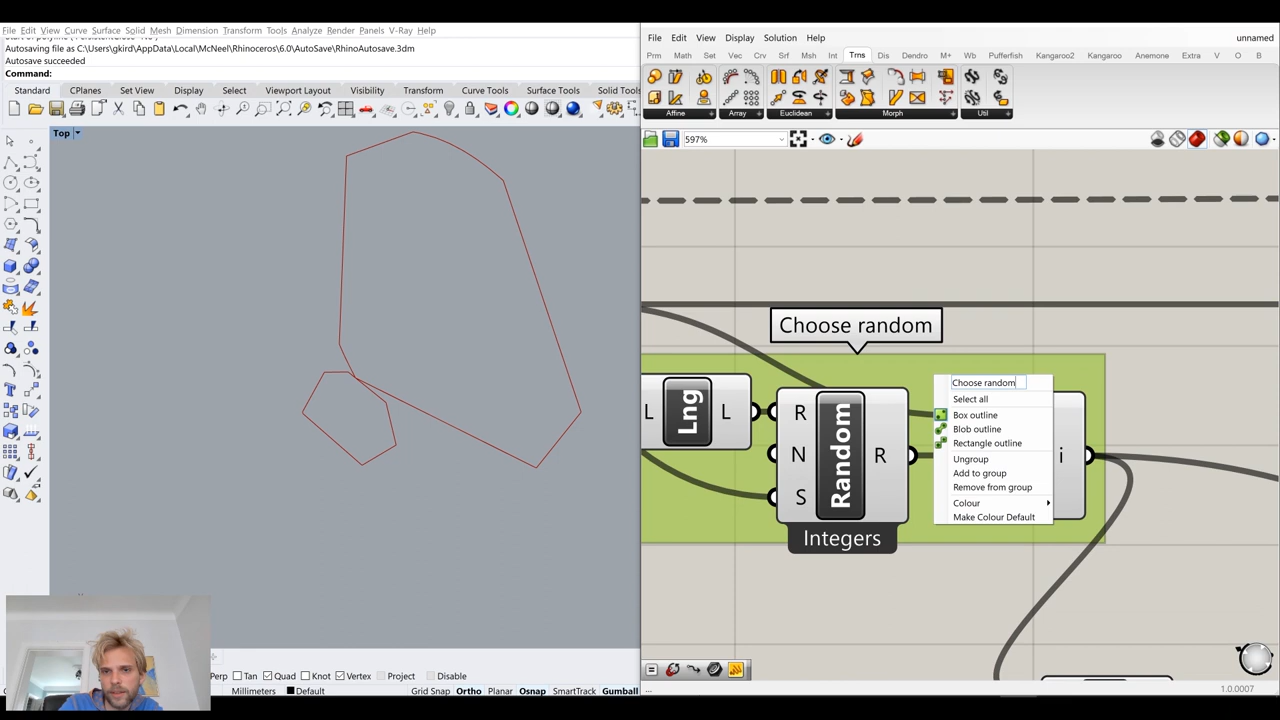 File Edit View Curve Surface Solid Mesh Dimension Transform Tools Analyze Render Panels V-Ray Help
Autosaving file as C:\Users\gkird\AppData\Local\McNeel\Rhinoceros\6.0\AutoSave\RhinoAutosave.3dm
Autosave succeeded
Command:
Standard CPlanes Set View Display Select Viewport Layout Visibility Transform Curve Tools Surface Tools Solid Tools
Top
Perp Tan Quad Knot Vertex Project Disable
Millimeters Default Grid Snap Ortho Planar Osnap SmartTrack Gumball
unnamed
File Edit View Display Solution Help
Prm Math Set Vec Crv Srf Msh Int Trns Dis Dendro M+ Wb Pufferfish Kangaroo2 Kangaroo Anemone Extra V O B
Affine Array Euclidean Morph Util
597%
Choose random
L Lng L
R
N
S
Random
R
Integers
i
Choose random
Select all
Box outline
Blob outline
Rectangle outline
Ungroup
Add to group
Remove from group
Colour
Make Colour Default
...
1.0.0007